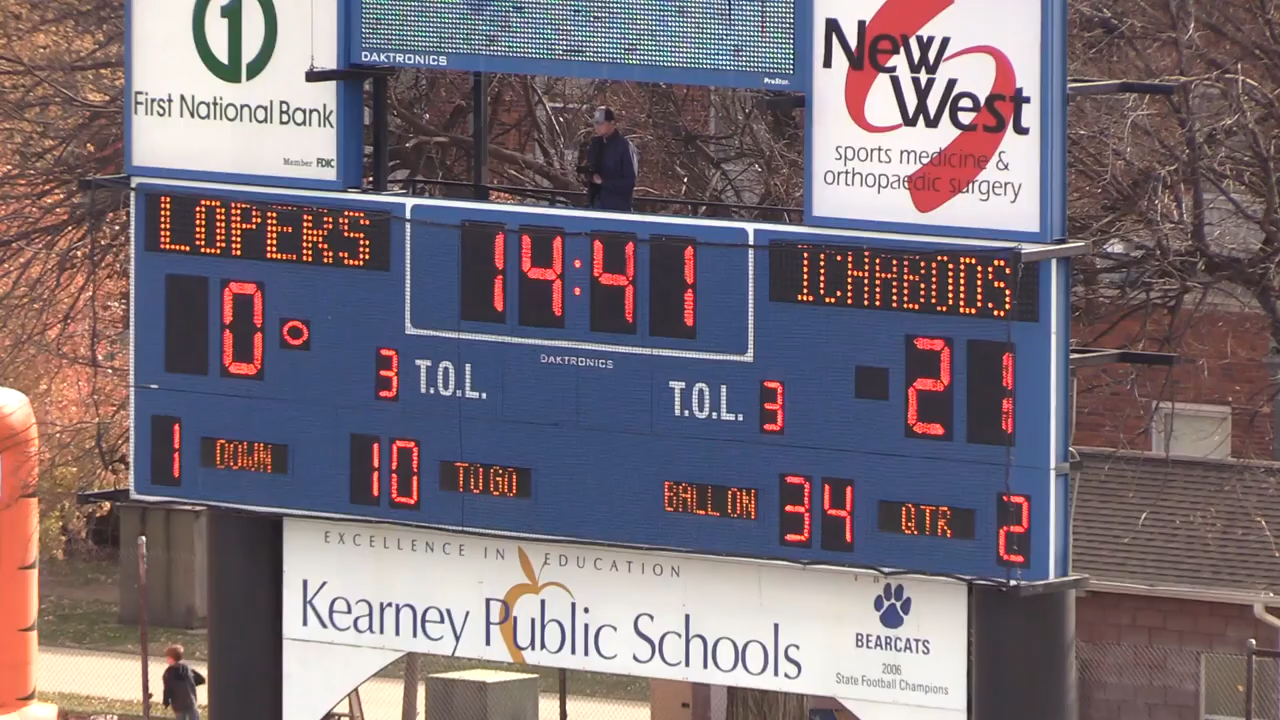 1
First National Bank
Member FDIC
DAKTRONICS
ProStar
New West
sports medicine &
orthopaedic surgery
LOPERS
14:41
ICHABODS
0
DAKTRONICS
3 T.O.L.
T.O.L. 3
21
1 DOWN
10 TO GO
BALL ON 34
QTR 2
EXCELLENCE IN EDUCATION
Kearney Public Schools
BEARCATS
2006
State Football Champions